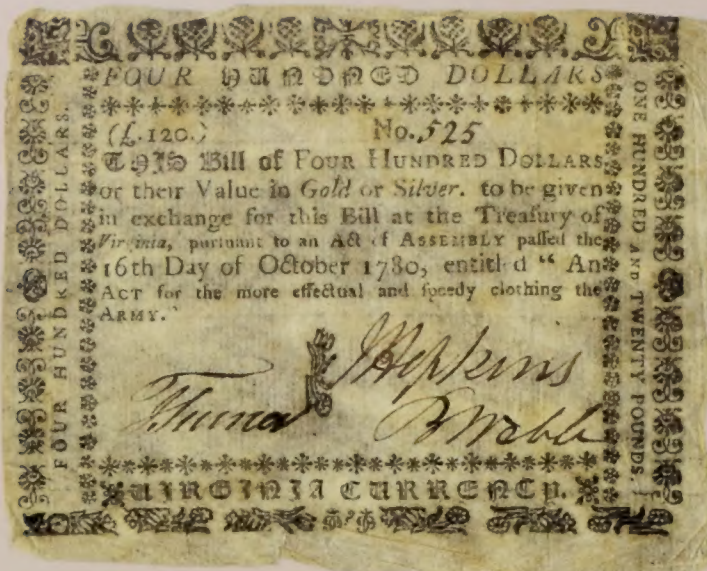 FOUR HUNDRED DOLLARS
(£.120.) No. 525
THIS Bill of FOUR HUNDRED DOLLARS
or their Value in Gold or Silver. to be given
in exchange for this Bill at the Treaſury of
Virginia, purſuant to an Act of ASSEMBLY paſſed the
16th Day of October 1780, entitled “ An
ACT for the more effectual and ſpeedy clothing the
ARMY.”
J Hopkins
B Webb
VIRGINIA CURRENCY.
FOUR HUNDRED DOLLARS.
ONE HUNDRED AND TWENTY POUNDS.